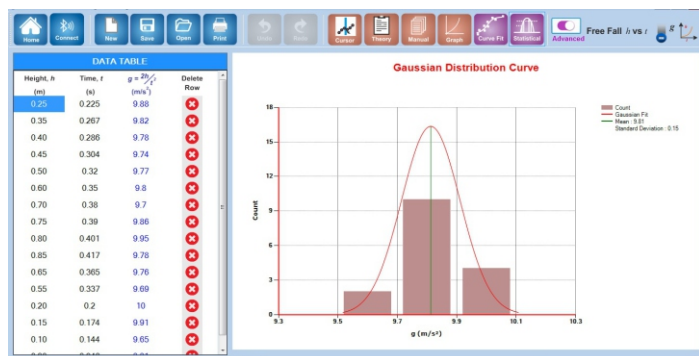 Home Connect New Save Open Print Undo Redo Cursor Theory Manual Graph Curve Fit Statistical Advanced Free Fall h vs t g
DATA TABLE
Height, h Time, t g = 2h/t² Delete
(m) (s) (m/s²) Row
0.25 0.225 9.88
0.35 0.267 9.82
0.40 0.286 9.78
0.45 0.304 9.74
0.50 0.32 9.77
0.60 0.35 9.8
0.70 0.38 9.7
0.75 0.39 9.86
0.80 0.401 9.95
0.85 0.417 9.78
0.65 0.365 9.76
0.55 0.337 9.69
0.20 0.2 10
0.15 0.174 9.91
0.10 0.144 9.65
Gaussian Distribution Curve
Count
Gaussian Fit
Mean : 9.81
Standard Deviation : 0.15
18
15
12
9
6
3
0
Count
9.3 9.5 9.7 9.9 10.1 10.3
g (m/s²)